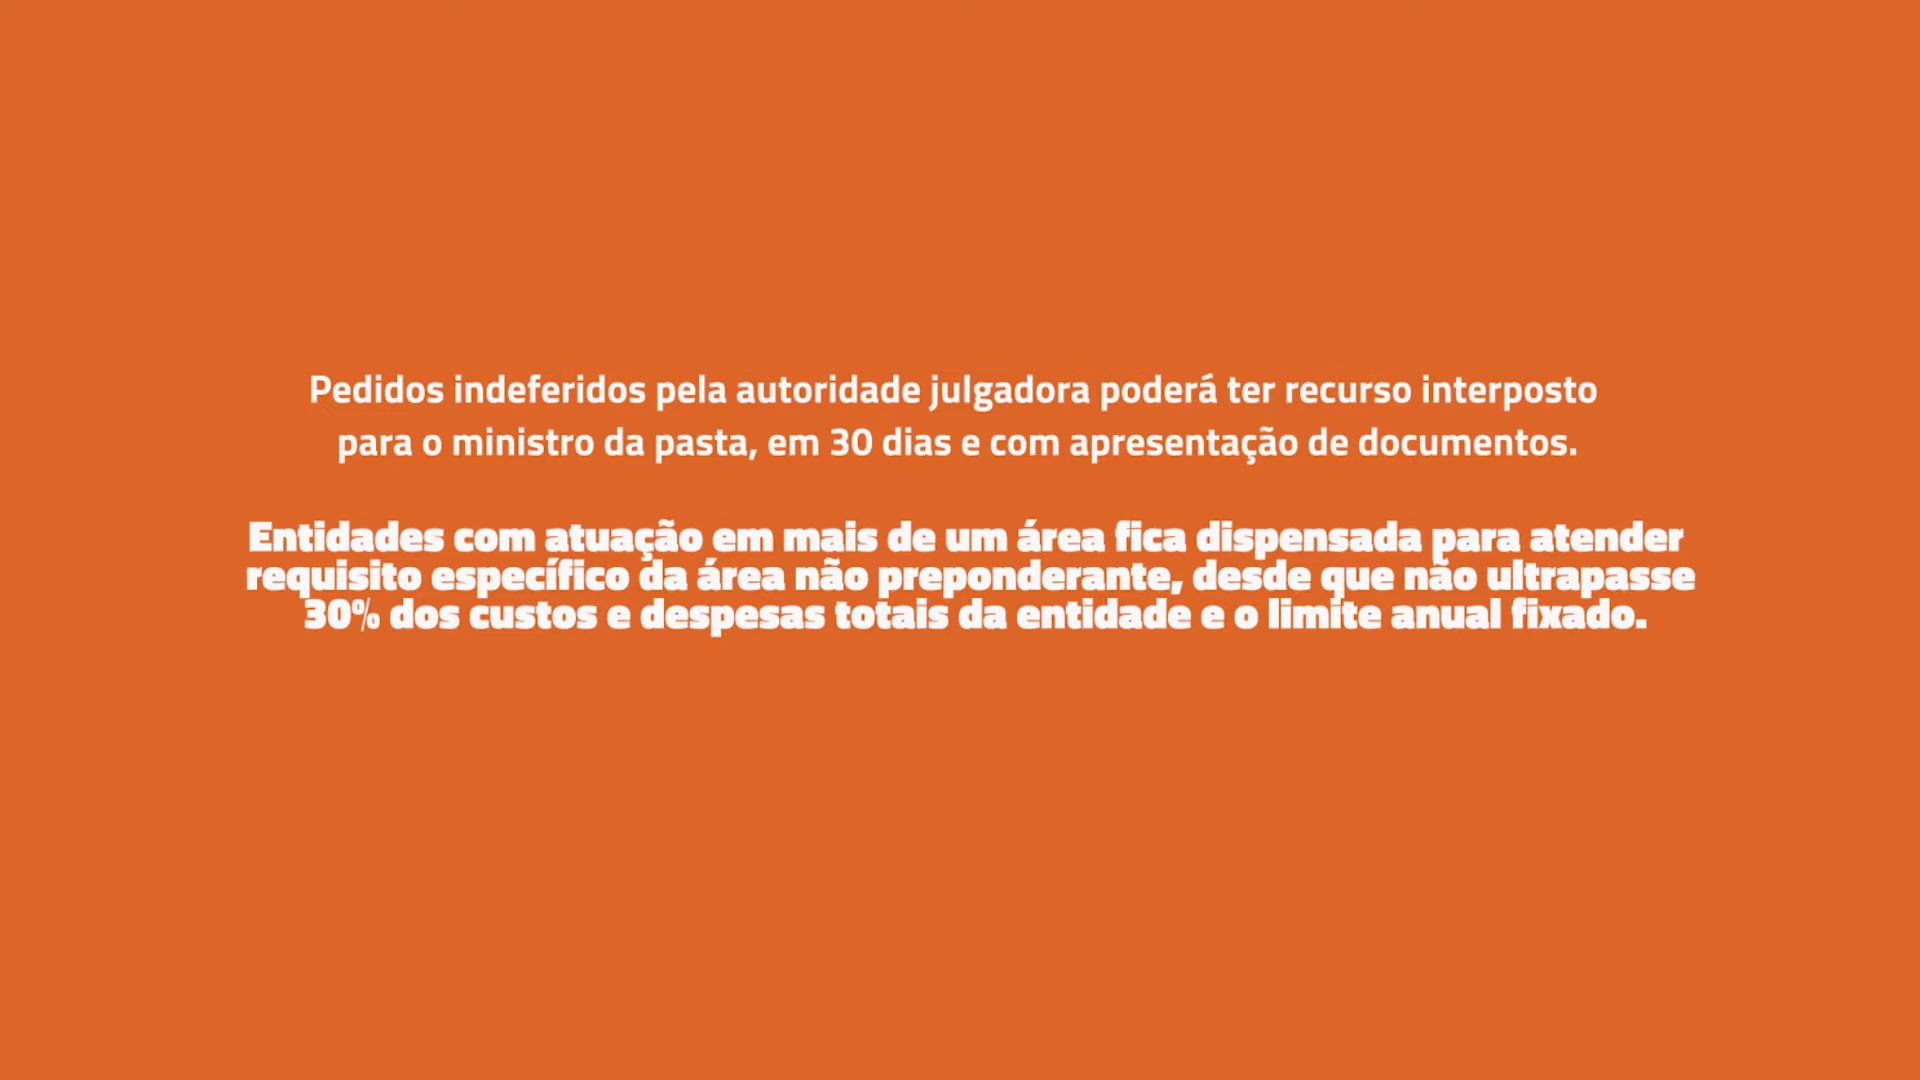 Pedidos indeferidos pela autoridade julgadora poderá ter recurso interposto
para o ministro da pasta, em 30 dias e com apresentação de documentos.
Entidades com atuação em mais de um área fica dispensada para atender
requisito específico da área não preponderante, desde que não ultrapasse
30% dos custos e despesas totais da entidade e o limite anual fixado.